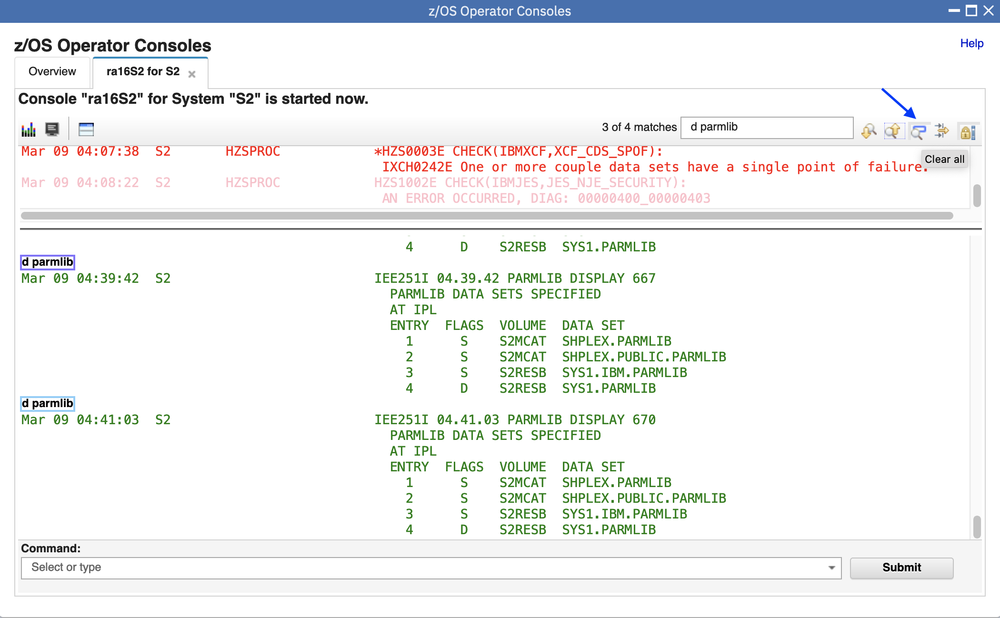 z/OS Operator Consoles
z/OS Operator Consoles
Help
Overview
ra16S2 for S2
Console "ra16S2" for System "S2" is started now.
3 of 4 matches
d parmlib
Clear all
Mar 09 04:07:38 S2 HZSPROC *HZS0003E CHECK(IBMXCF,XCF_CDS_SPOF):
IXCH0242E One or more couple data sets have a single point of failure.
Mar 09 04:08:22 S2 HZSPROC HZS1002E CHECK(IBMJES,JES_NJE_SECURITY):
AN ERROR OCCURRED, DIAG: 00000400_00000403
4 D S2RESB SYS1.PARMLIB
d parmlib
Mar 09 04:39:42 S2 IEE251I 04.39.42 PARMLIB DISPLAY 667
PARMLIB DATA SETS SPECIFIED
AT IPL
ENTRY FLAGS VOLUME DATA SET
1 S S2MCAT SHPLEX.PARMLIB
2 S S2MCAT SHPLEX.PUBLIC.PARMLIB
3 S S2RESB SYS1.IBM.PARMLIB
4 D S2RESB SYS1.PARMLIB
d parmlib
Mar 09 04:41:03 S2 IEE251I 04.41.03 PARMLIB DISPLAY 670
PARMLIB DATA SETS SPECIFIED
AT IPL
ENTRY FLAGS VOLUME DATA SET
1 S S2MCAT SHPLEX.PARMLIB
2 S S2MCAT SHPLEX.PUBLIC.PARMLIB
3 S S2RESB SYS1.IBM.PARMLIB
4 D S2RESB SYS1.PARMLIB
Command:
Select or type
Submit